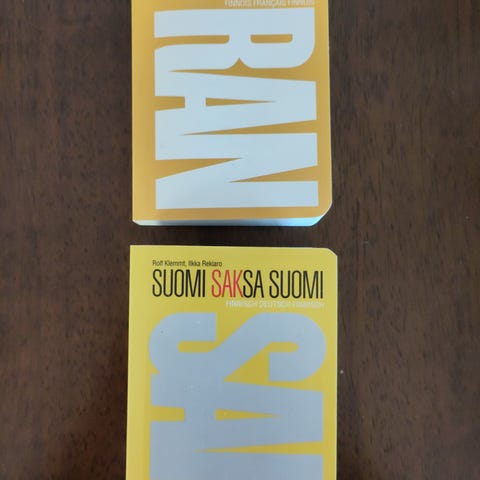 FINNOIS FRANÇAIS FINNOIS
RAN
Rolf Klemmt, Ilkka Rekiaro
SUOMI SAKSA SUOMI
FINNISCH DEUTSCH FINNISCH
SA